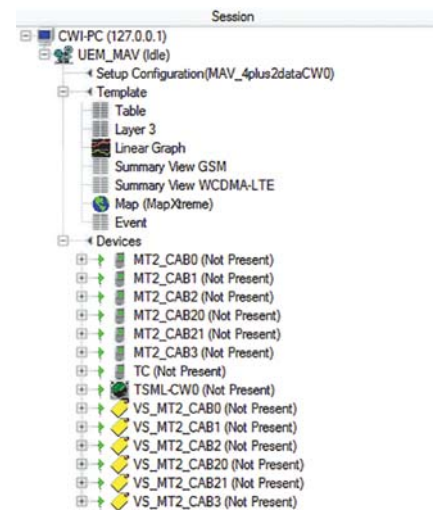 Session
CWI-PC (127.0.0.1)
UEM_MAV (Idle)
Setup Configuration(MAV_4plus2dataCW0)
Template
Table
Layer 3
Linear Graph
Summary View GSM
Summary View WCDMA-LTE
Map (MapXtreme)
Event
Devices
MT2_CAB0 (Not Present)
MT2_CAB1 (Not Present)
MT2_CAB2 (Not Present)
MT2_CAB20 (Not Present)
MT2_CAB21 (Not Present)
MT2_CAB3 (Not Present)
TC (Not Present)
TSML-CW0 (Not Present)
VS_MT2_CAB0 (Not Present)
VS_MT2_CAB1 (Not Present)
VS_MT2_CAB2 (Not Present)
VS_MT2_CAB20 (Not Present)
VS_MT2_CAB21 (Not Present)
VS_MT2_CAB3 (Not Present)